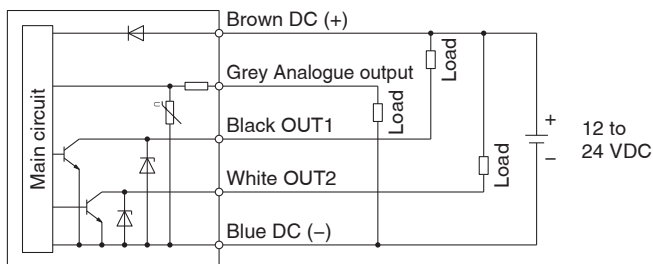 Brown DC (+)
Grey Analogue output
Black OUT1
White OUT2
Blue DC (−)
Main circuit
Load
Load
Load
+
−
12 to
24 VDC